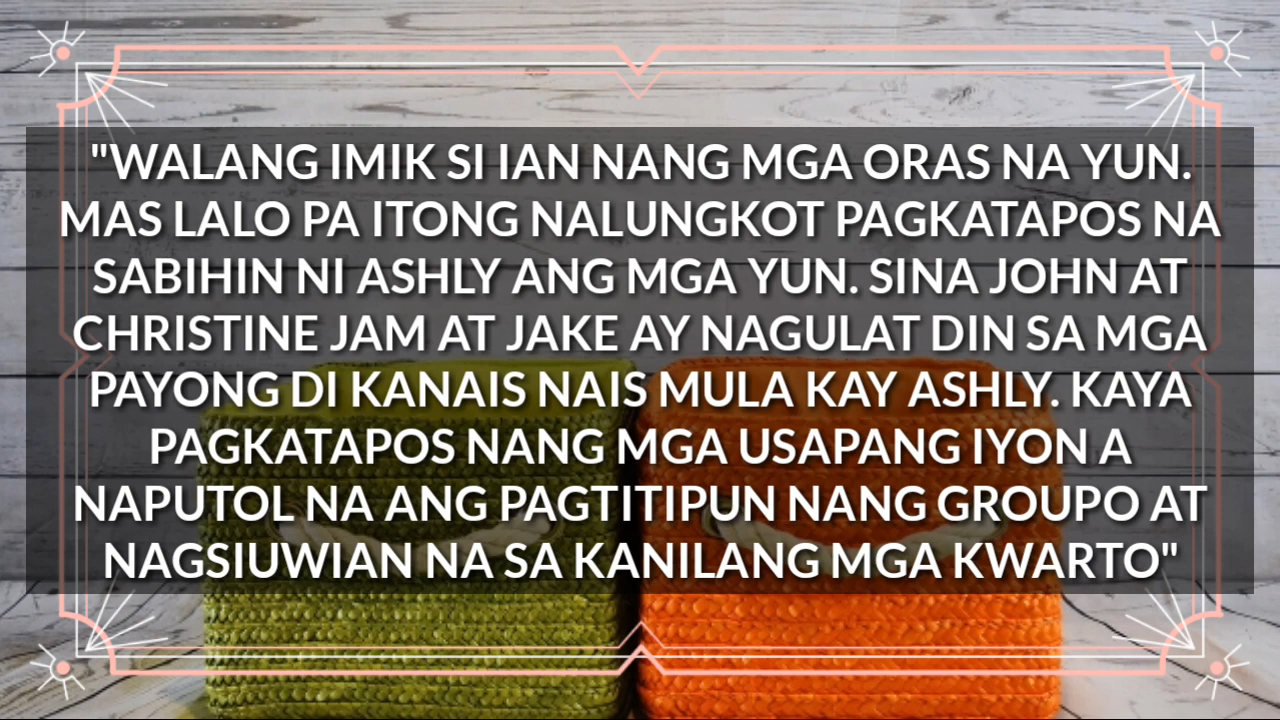 "WALANG IMIK SI IAN NANG MGA ORAS NA YUN.
MAS LALO PA ITONG NALUNGKOT PAGKATAPOS NA
SABIHIN NI ASHLY ANG MGA YUN. SINA JOHN AT
CHRISTINE JAM AT JAKE AY NAGULAT DIN SA MGA
PAYONG DI KANAIS NAIS MULA KAY ASHLY. KAYA
PAGKATAPOS NANG MGA USAPANG IYON A
NAPUTOL NA ANG PAGTITIPUN NANG GROUPO AT
NAGSIUWIAN NA SA KANILANG MGA KWARTO"